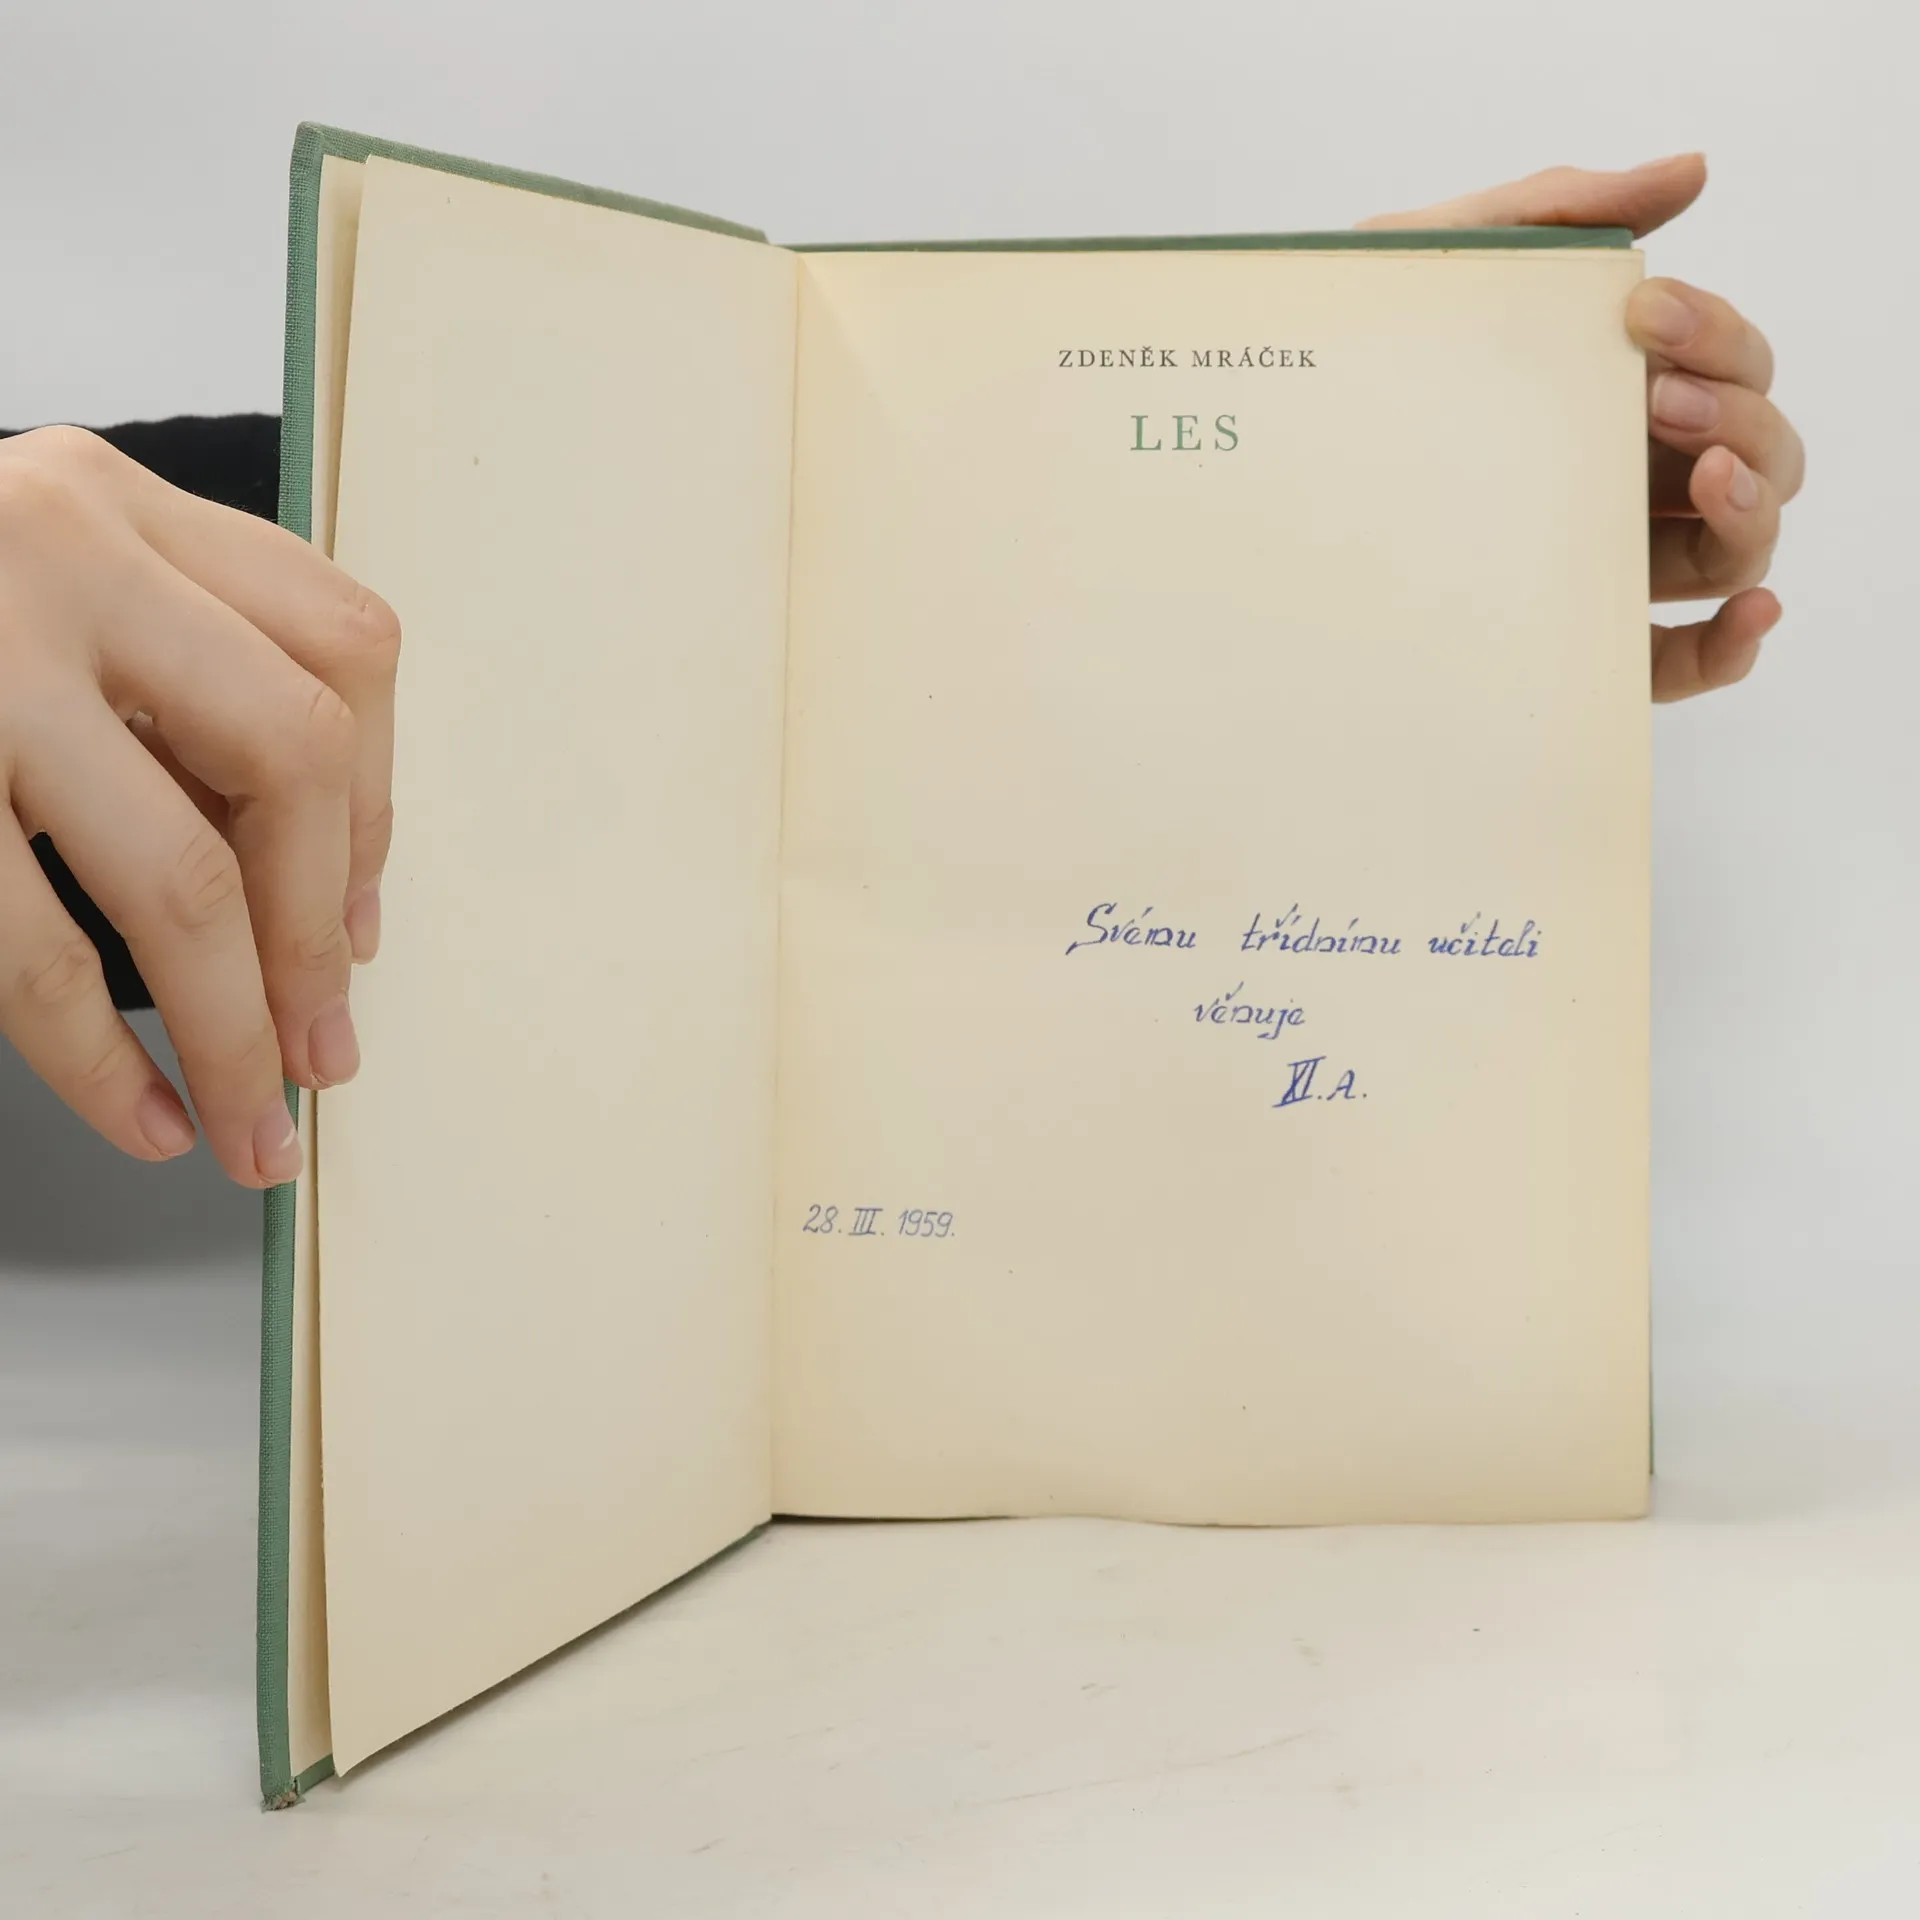 ZDENĚK MRÁČEK
LES
Svému třídnímu učiteli
věnuje
XI.A.
28. III. 1959.